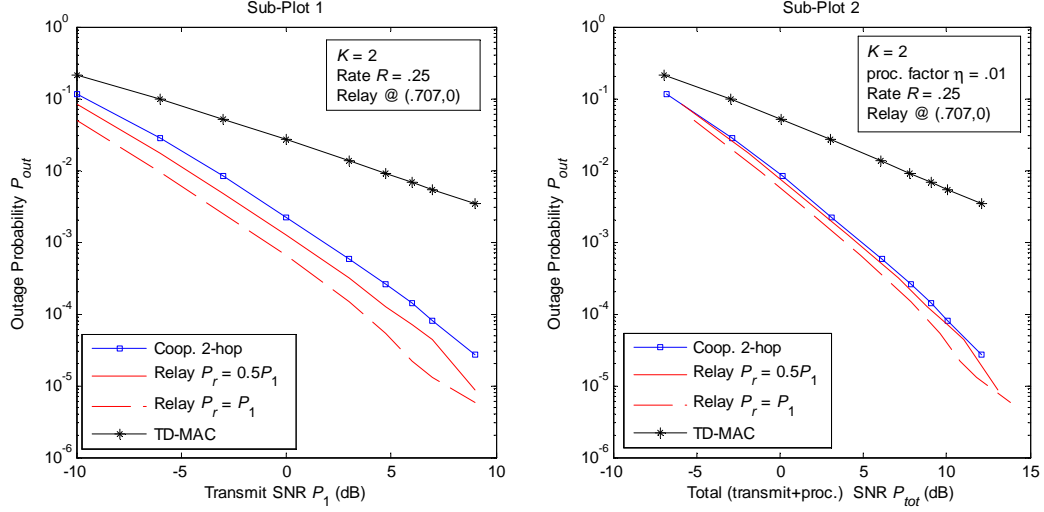 Sub-Plot 1
10^0
10^-1
10^-2
10^-3
10^-4
10^-5
10^-6
Outage Probability P_out
K = 2
Rate R = .25
Relay @ (.707,0)
Coop. 2-hop
Relay P_r = 0.5P_1
Relay P_r = P_1
TD-MAC
-10 -5 0 5 10
Transmit SNR P_1 (dB)
Sub-Plot 2
10^0
10^-1
10^-2
10^-3
10^-4
10^-5
10^-6
Outage Probability P_out
K = 2
proc. factor η = .01
Rate R = .25
Relay @ (.707,0)
Coop. 2-hop
Relay P_r = 0.5P_1
Relay P_r = P_1
TD-MAC
-10 -5 0 5 10 15
Total (transmit+proc.) SNR P_tot (dB)